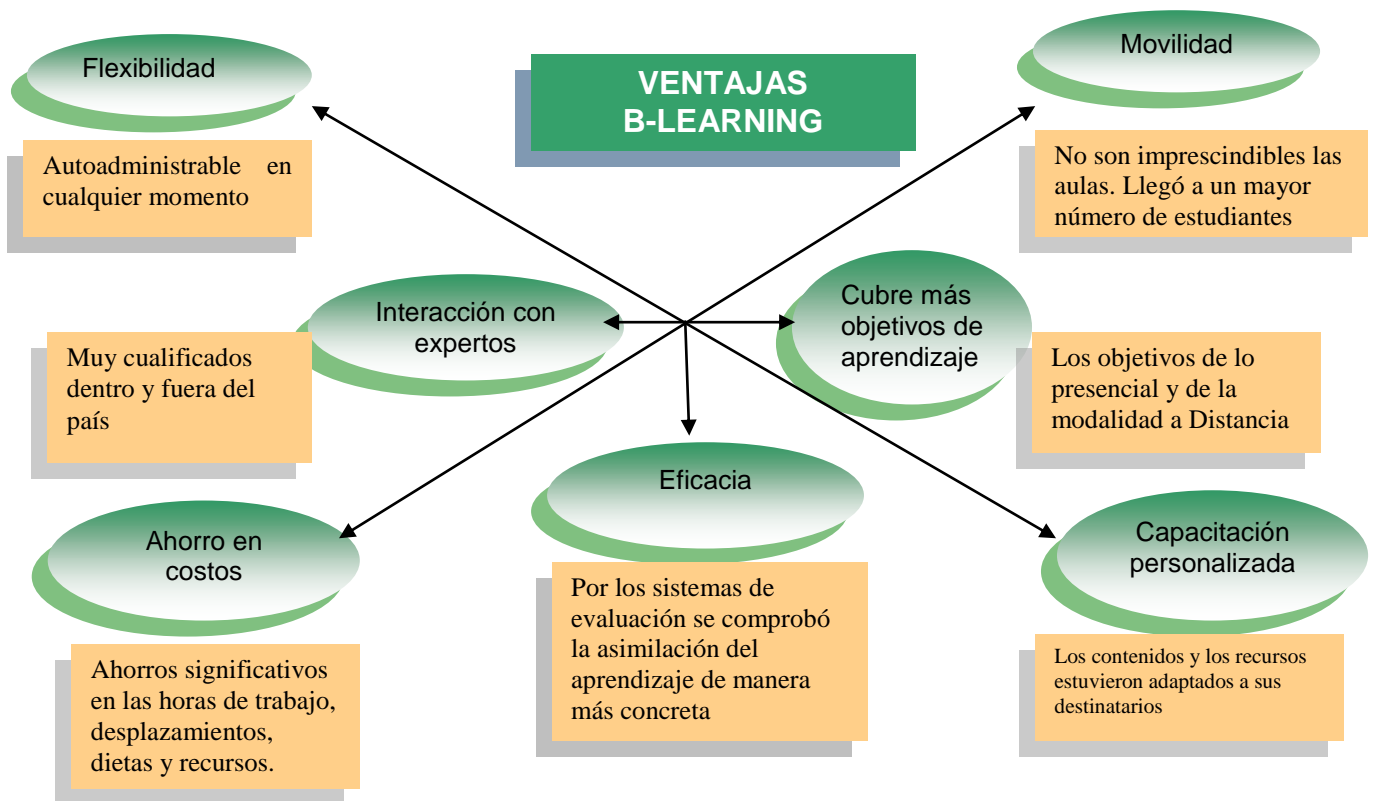 VENTAJAS
B-LEARNING
Flexibilidad
Autoadministrable en
cualquier momento
Movilidad
No son imprescindibles las
aulas. Llegó a un mayor
número de estudiantes
Interacción con
expertos
Muy cualificados
dentro y fuera del
país
Cubre más
objetivos de
aprendizaje
Los objetivos de lo
presencial y de la
modalidad a Distancia
Ahorro en
costos
Ahorros significativos
en las horas de trabajo,
desplazamientos,
dietas y recursos.
Eficacia
Por los sistemas de
evaluación se comprobó
la asimilación del
aprendizaje de manera
más concreta
Capacitación
personalizada
Los contenidos y los recursos
estuvieron adaptados a sus
destinatarios